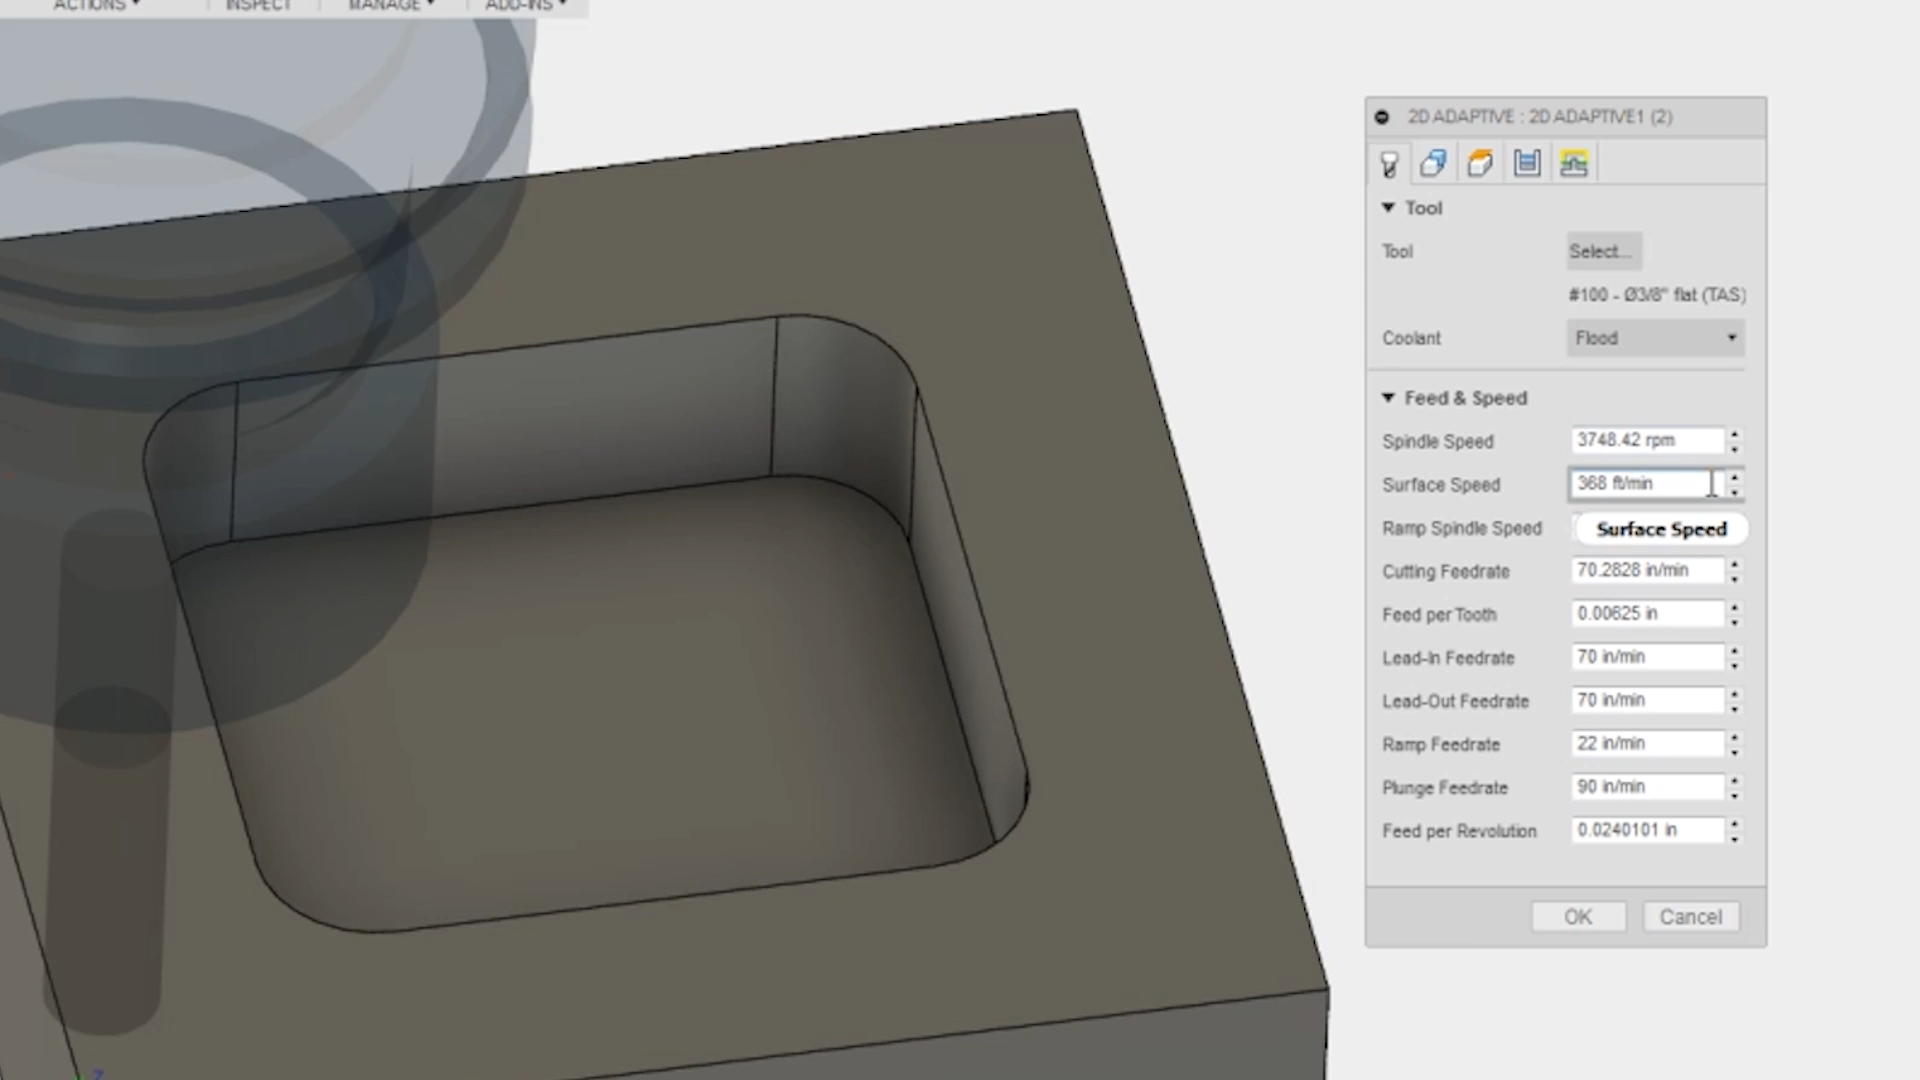 ACTIONS INSPECT MANAGE ADD-INS
2D ADAPTIVE : 2D ADAPTIVE1 (2)
Tool
Tool Select...
#100 - Ø3/8" flat (TAS)
Coolant Flood
Feed & Speed
Spindle Speed 3748.42 rpm
Surface Speed 368 ft/min
Ramp Spindle Speed Surface Speed
Cutting Feedrate 70.2828 in/min
Feed per Tooth 0.00625 in
Lead-In Feedrate 70 in/min
Lead-Out Feedrate 70 in/min
Ramp Feedrate 22 in/min
Plunge Feedrate 90 in/min
Feed per Revolution 0.0240101 in
OK Cancel
Z